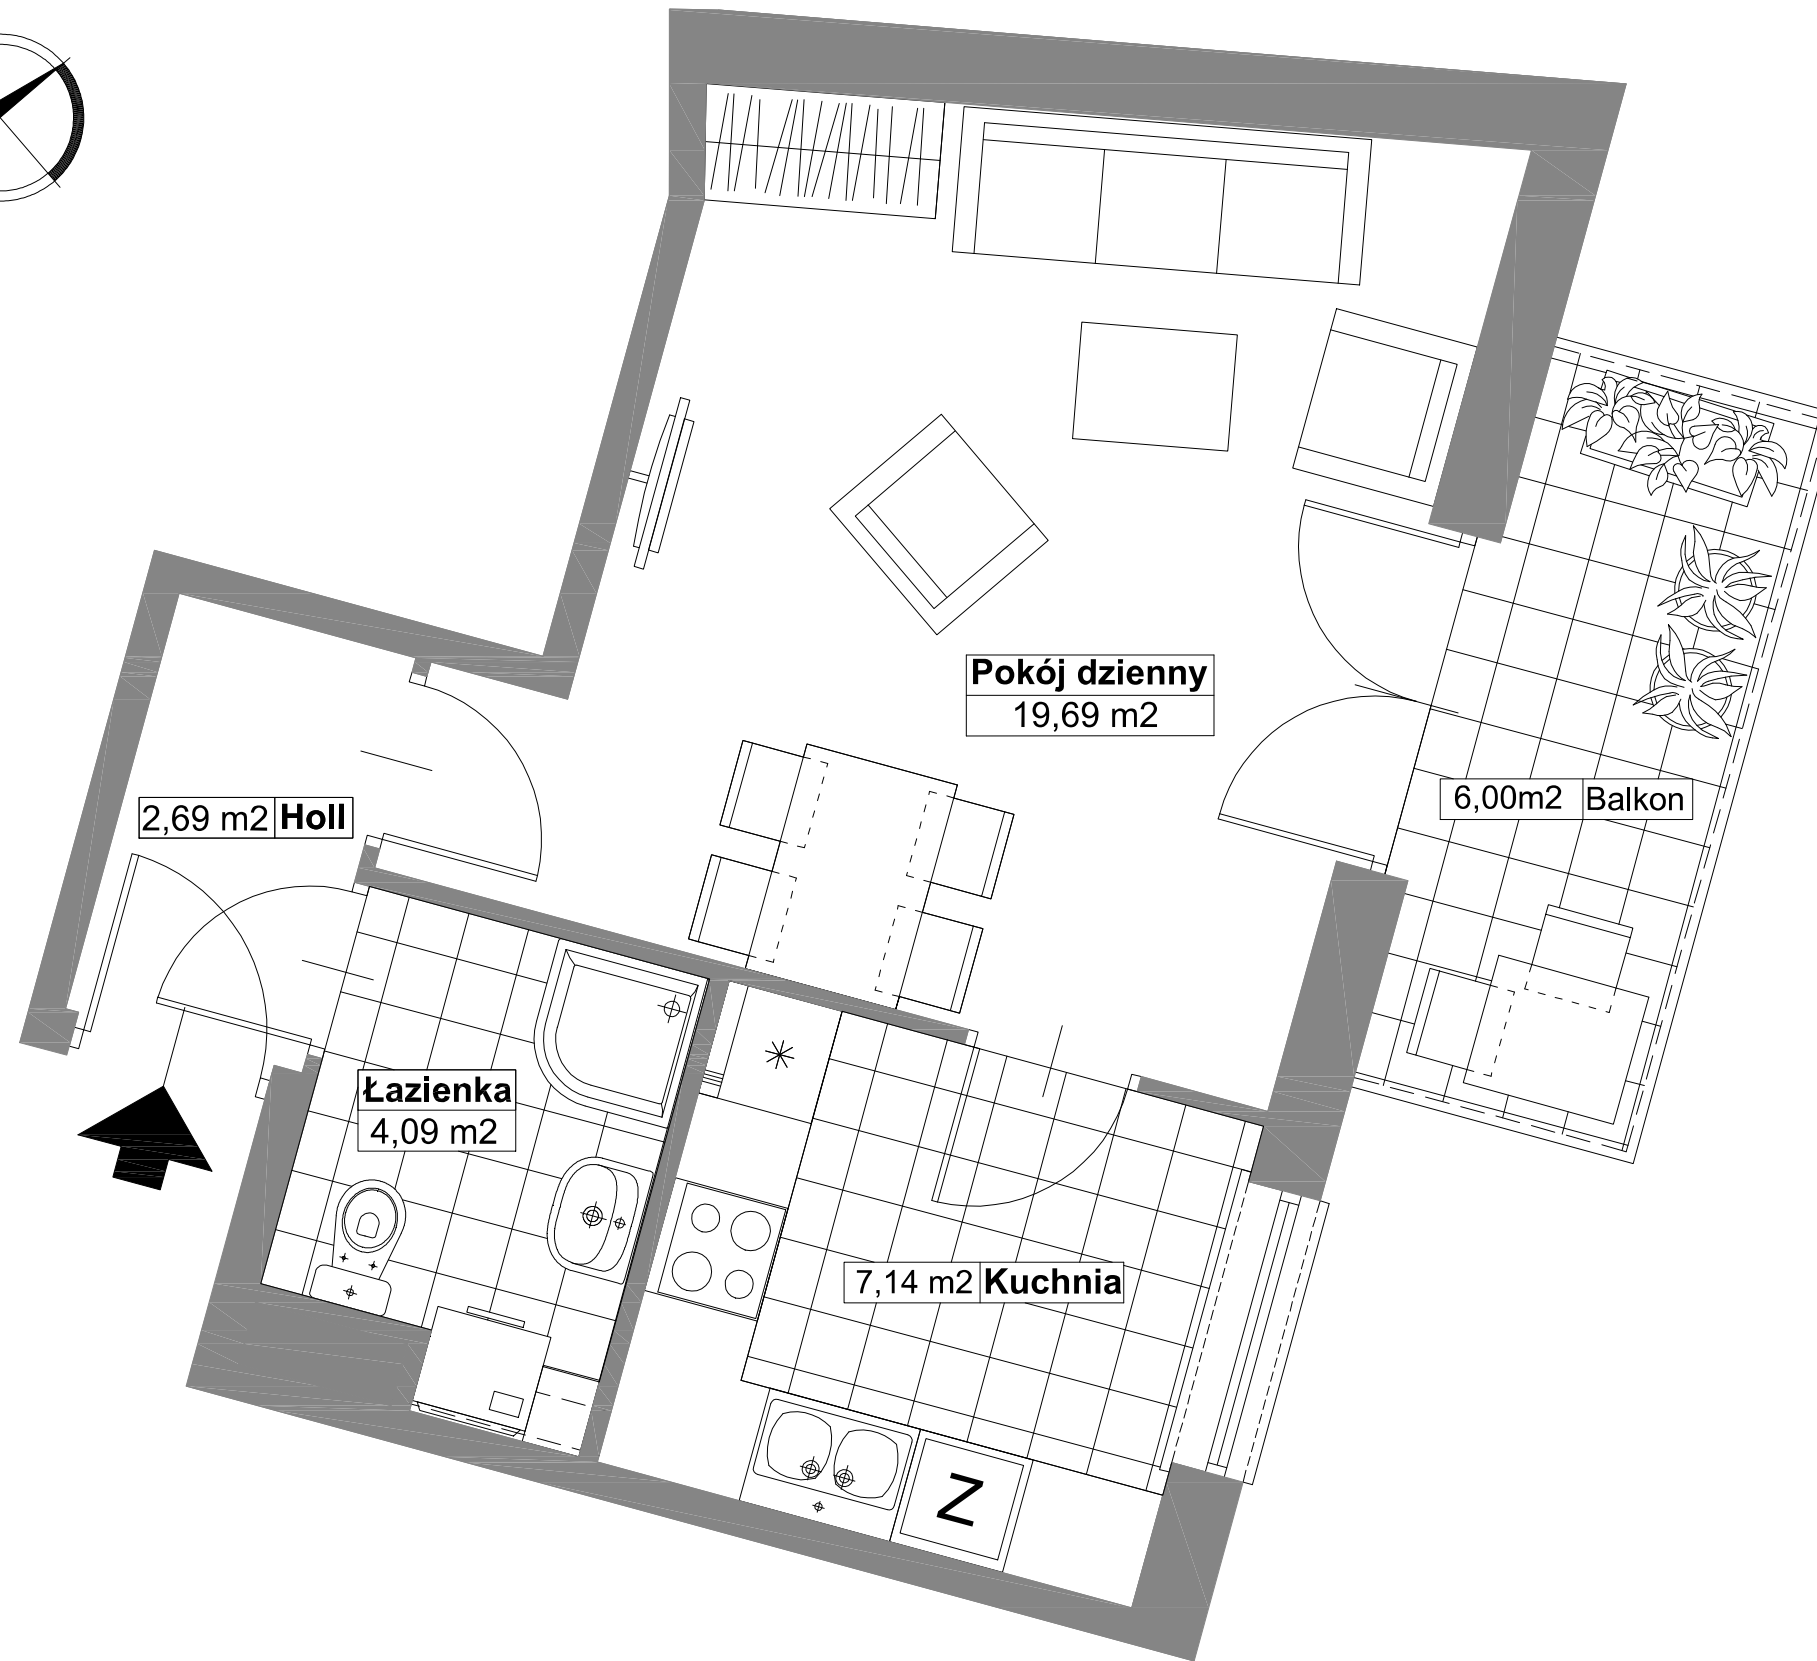 Pokój dzienny
19,69 m2
6,00m2 Balkon
2,69 m2 Holl
Łazienka
4,09 m2
7,14 m2 Kuchnia
Z